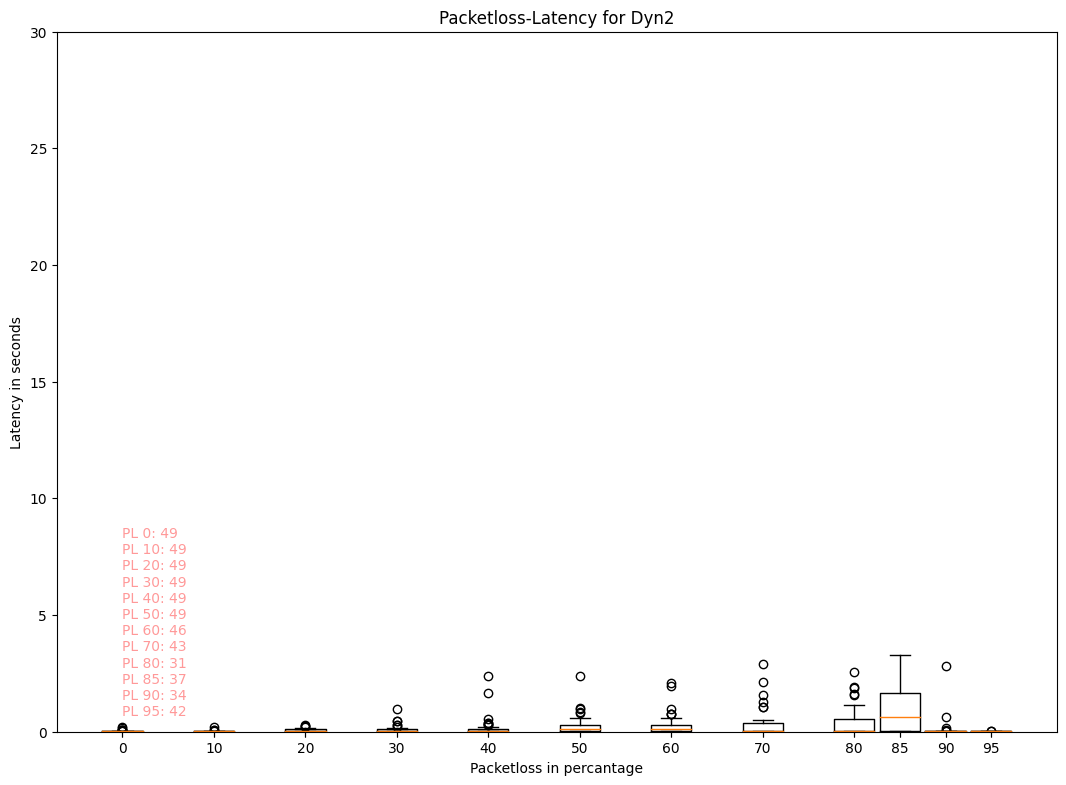 Packetloss-Latency for Dyn2
30
25
20
15
10
5
0
Latency in seconds
PL 0: 49
PL 10: 49
PL 20: 49
PL 30: 49
PL 40: 49
PL 50: 49
PL 60: 46
PL 70: 43
PL 80: 31
PL 85: 37
PL 90: 34
PL 95: 42
0 10 20 30 40 50 60 70 80 85 90 95
Packetloss in percantage